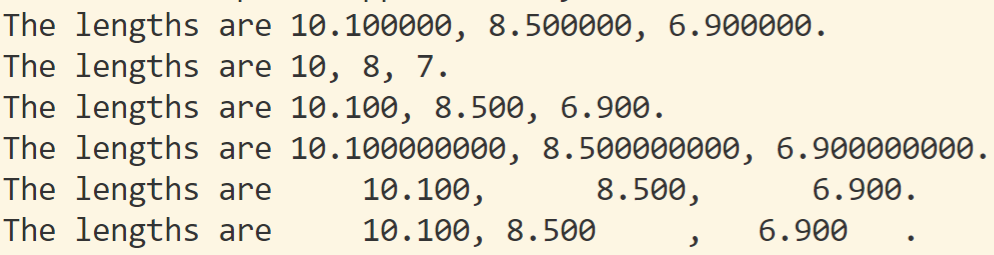 The lengths are 10.100000, 8.500000, 6.900000.
The lengths are 10, 8, 7.
The lengths are 10.100, 8.500, 6.900.
The lengths are 10.100000000, 8.500000000, 6.900000000.
The lengths are     10.100,      8.500,      6.900.
The lengths are     10.100, 8.500     ,   6.900   .